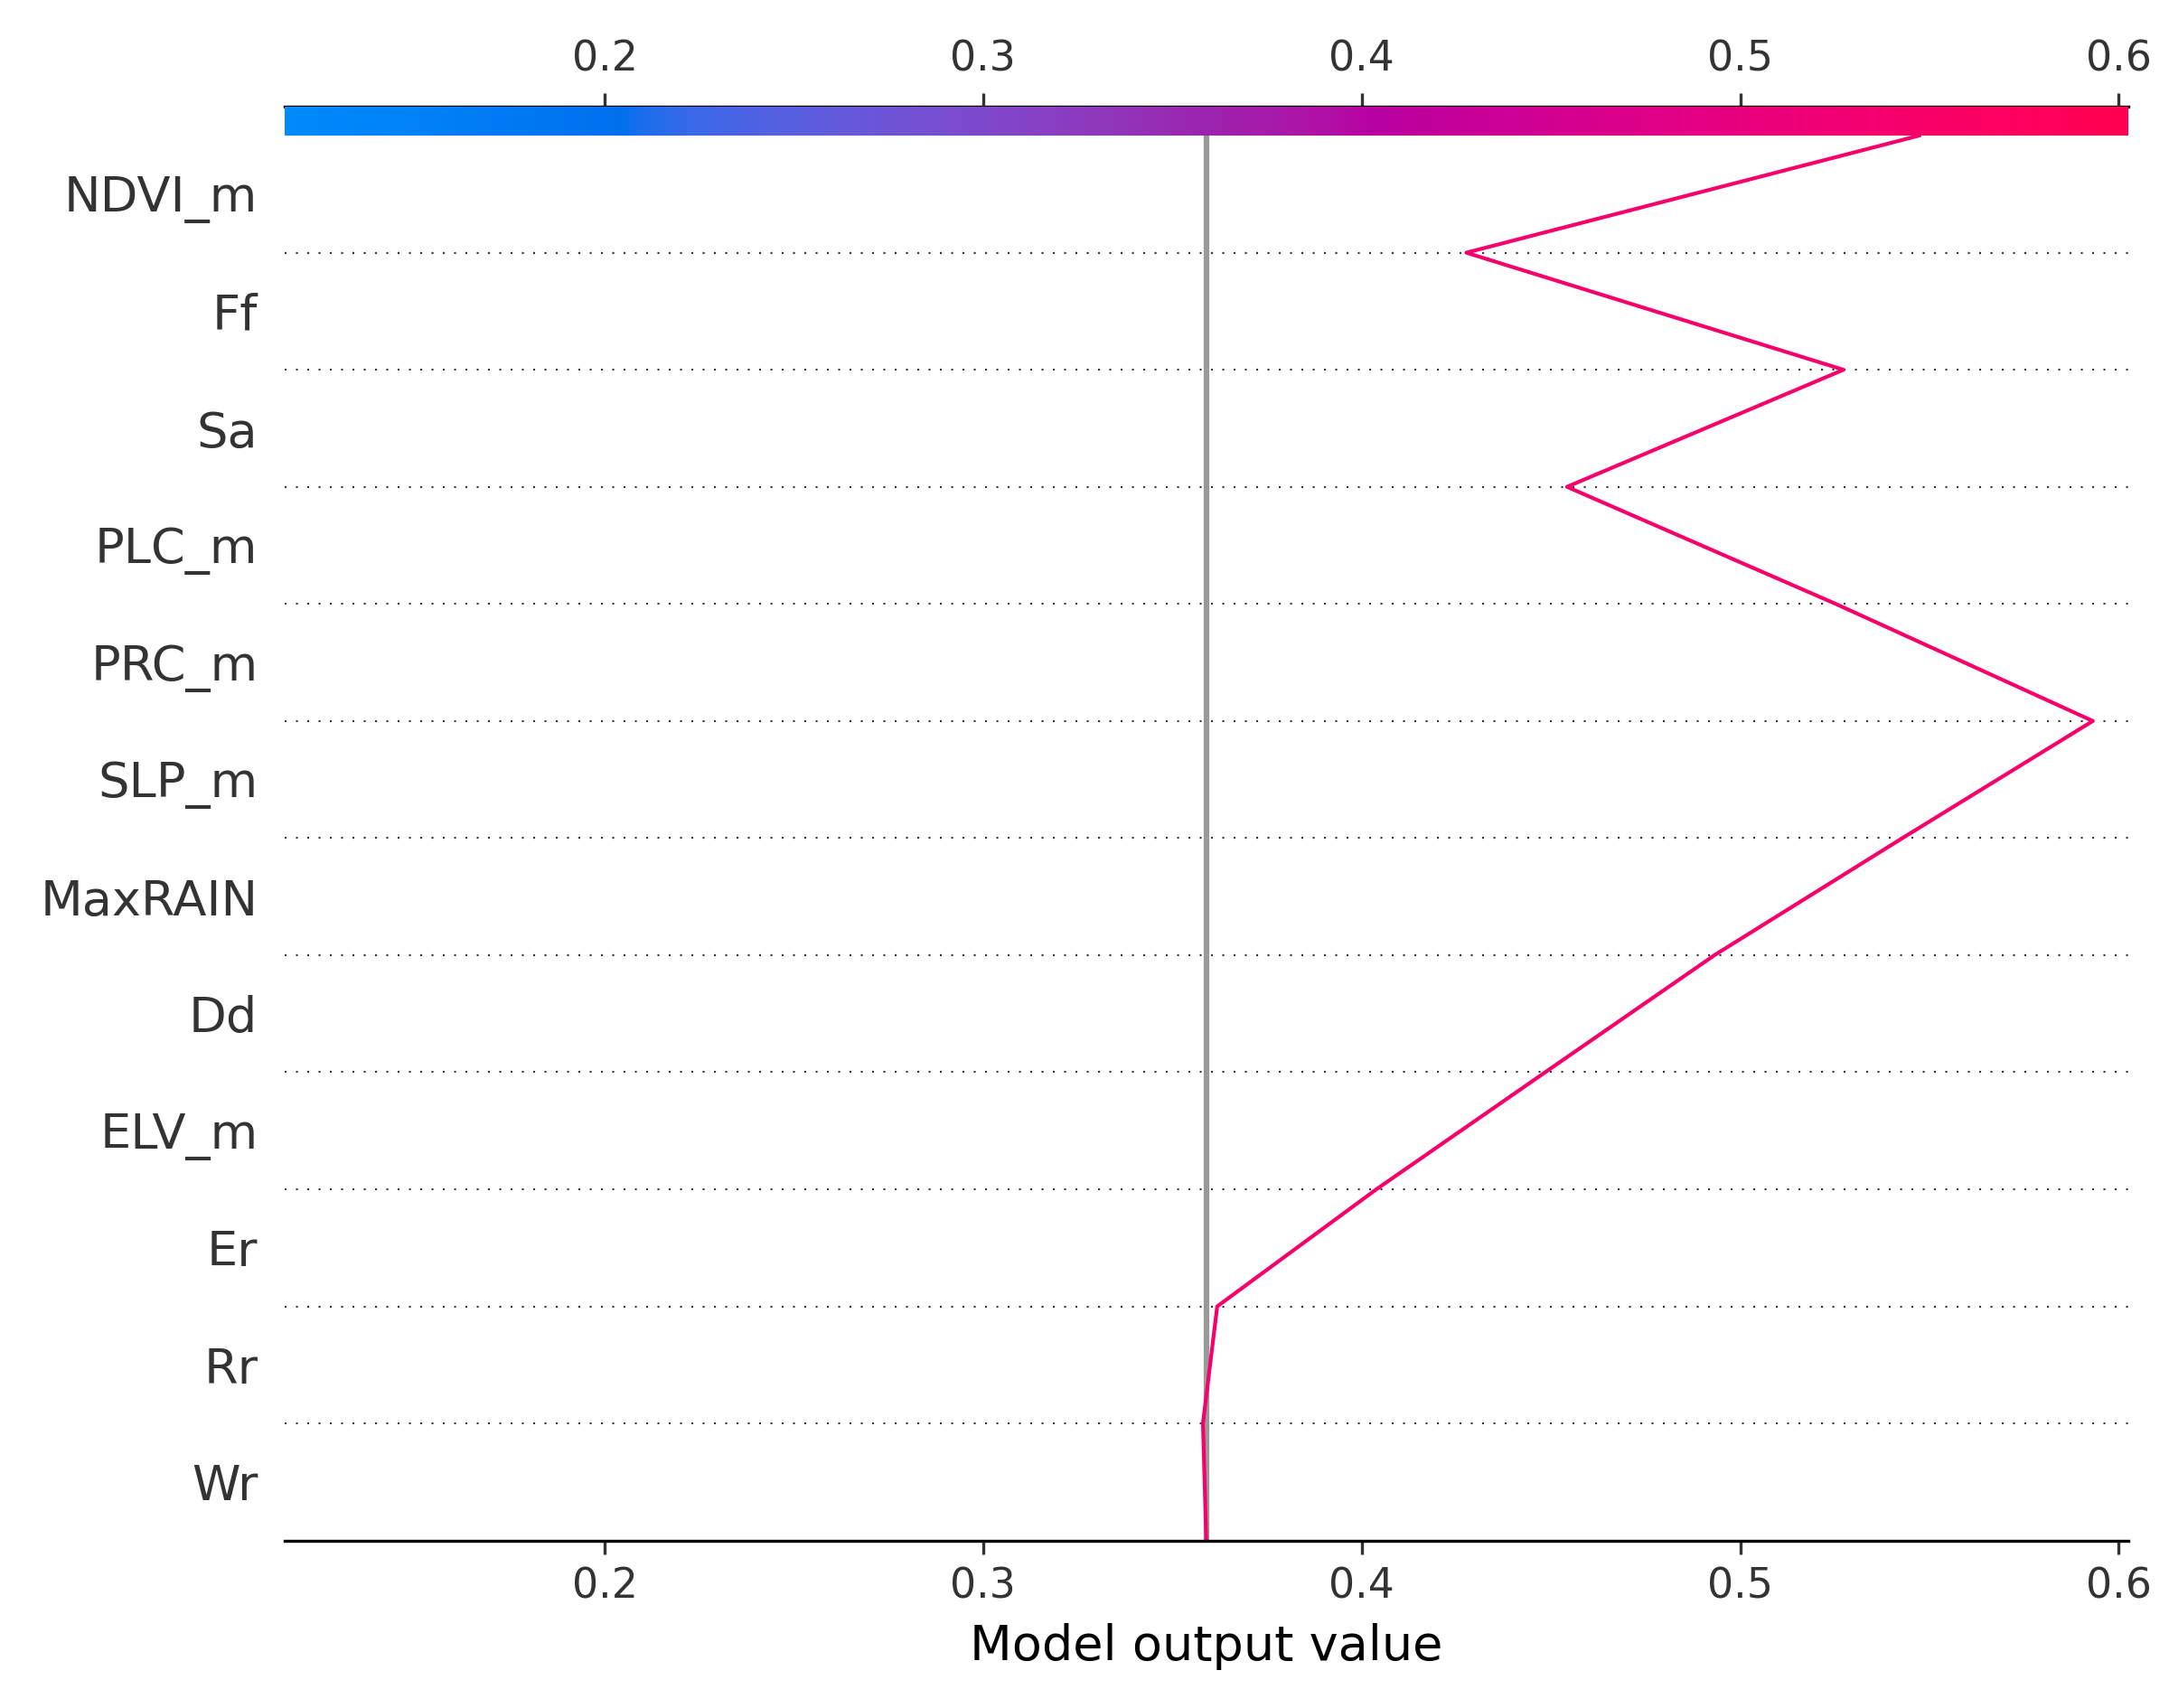 0.2 0.3 0.4 0.5 0.6
NDVI_m
Ff
Sa
PLC_m
PRC_m
SLP_m
MaxRAIN
Dd
ELV_m
Er
Rr
Wr
0.2 0.3 0.4 0.5 0.6
Model output value